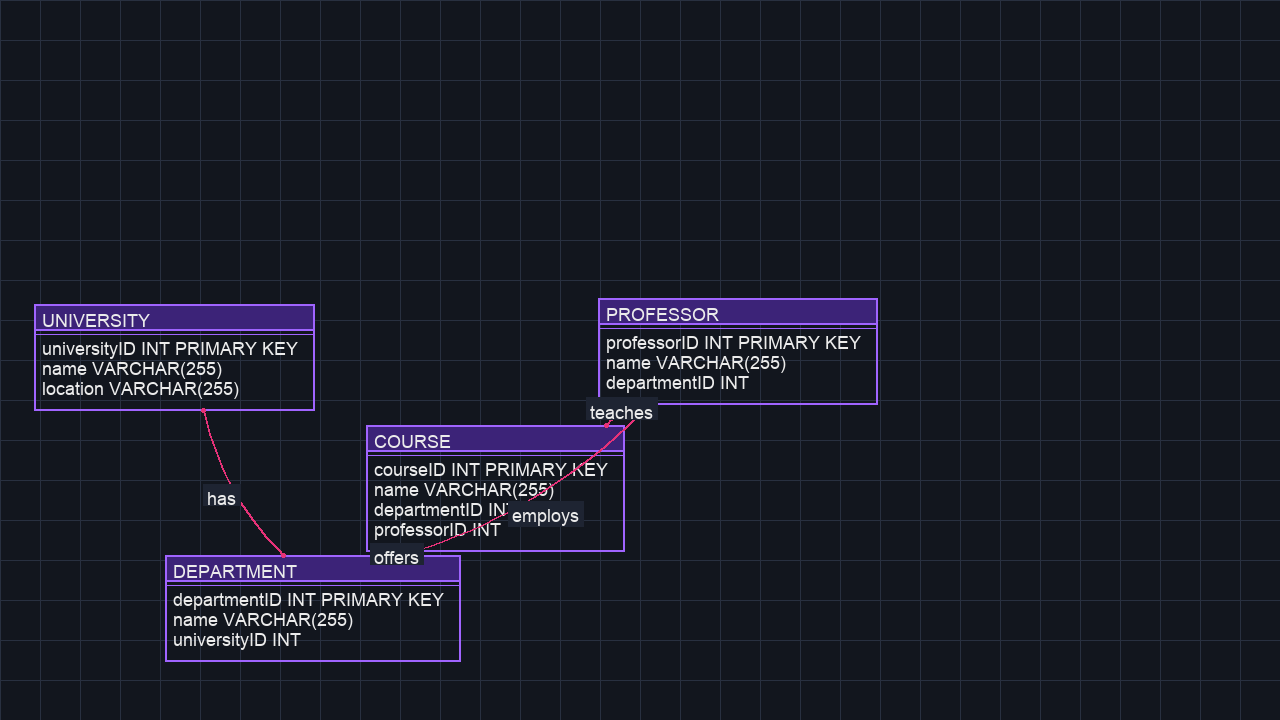 UNIVERSITY
universityID INT PRIMARY KEY
name VARCHAR(255)
location VARCHAR(255)
PROFESSOR
professorID INT PRIMARY KEY
name VARCHAR(255)
departmentID INT
teaches
COURSE
courseID INT PRIMARY KEY
name VARCHAR(255)
departmentID INT
professorID INT
has
employs
offers
DEPARTMENT
departmentID INT PRIMARY KEY
name VARCHAR(255)
universityID INT